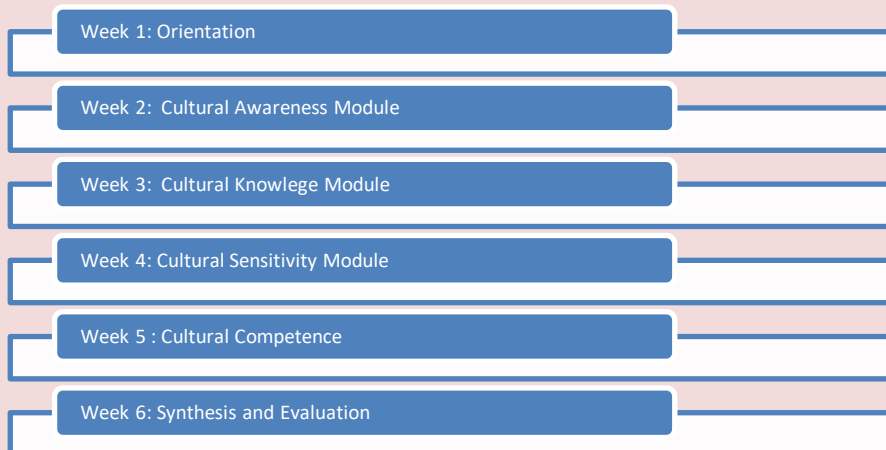 Week 1: Orientation
Week 2:  Cultural Awareness Module
Week 3:  Cultural Knowlege Module
Week 4: Cultural Sensitivity Module
Week 5 : Cultural Competence
Week 6: Synthesis and Evaluation